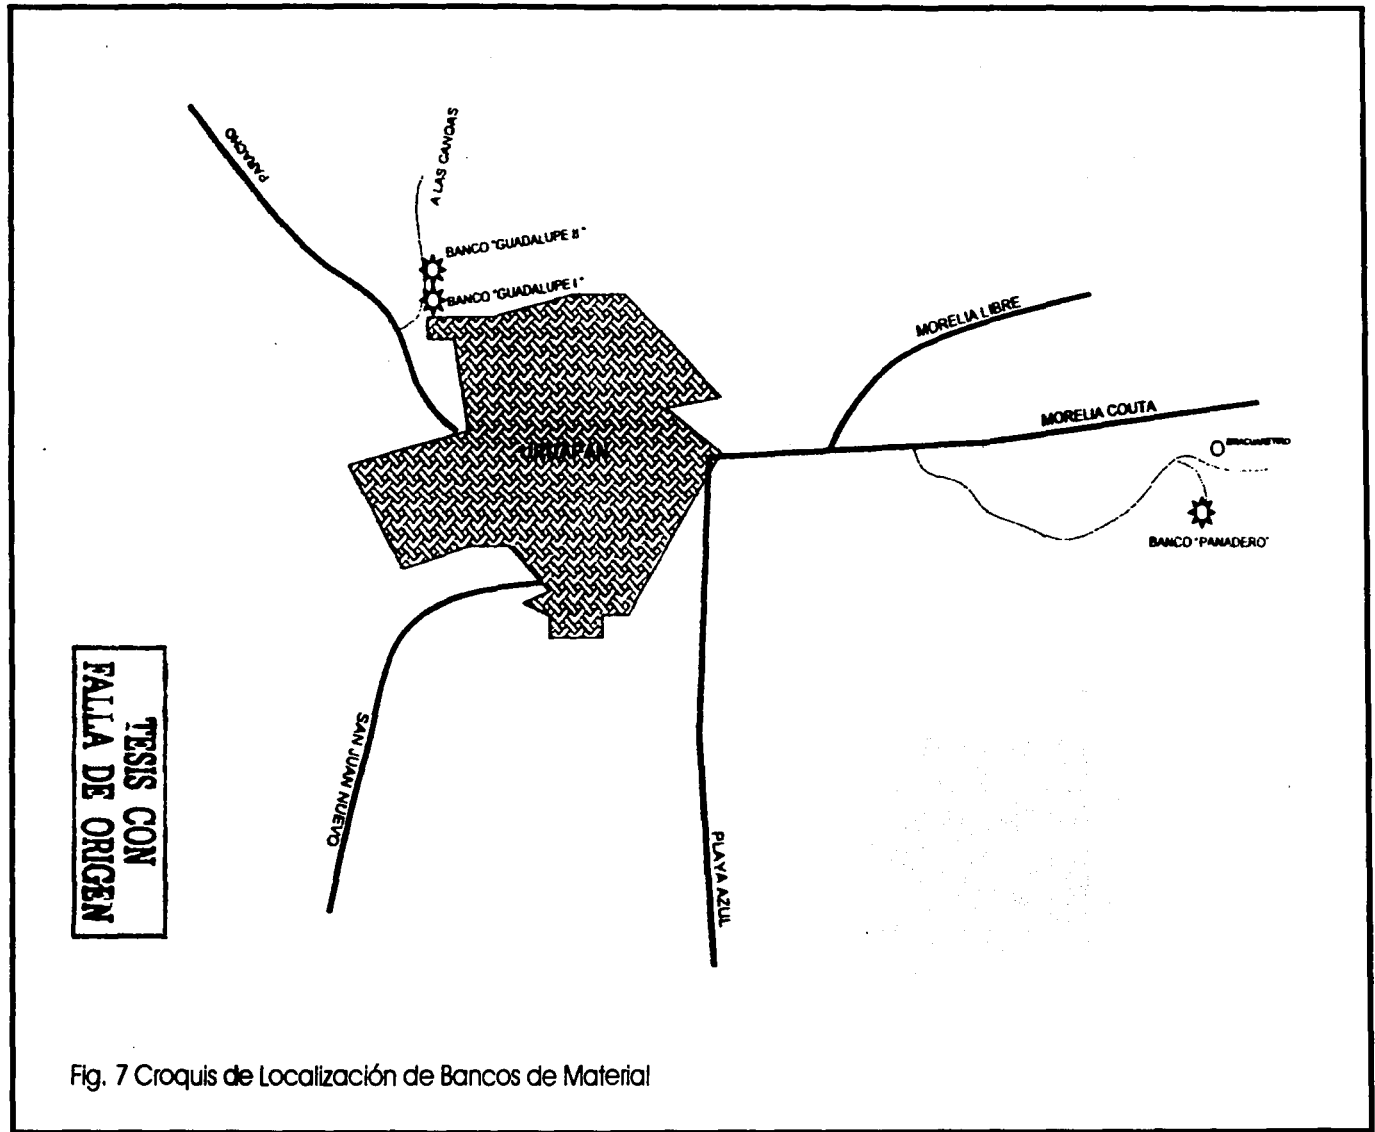 PARACHO
A LAS CANOAS
BANCO "GUADALUPE II"
BANCO "GUADALUPE I"
MORELIA LIBRE
MORELIA COUTA
URUAPAN
BANCO "PANADERO"
SAN JUAN NUEVO
PLAYA AZUL
TESIS CON
FALLA DE ORIGEN
Fig. 7 Croquis de Localización de Bancos de Material